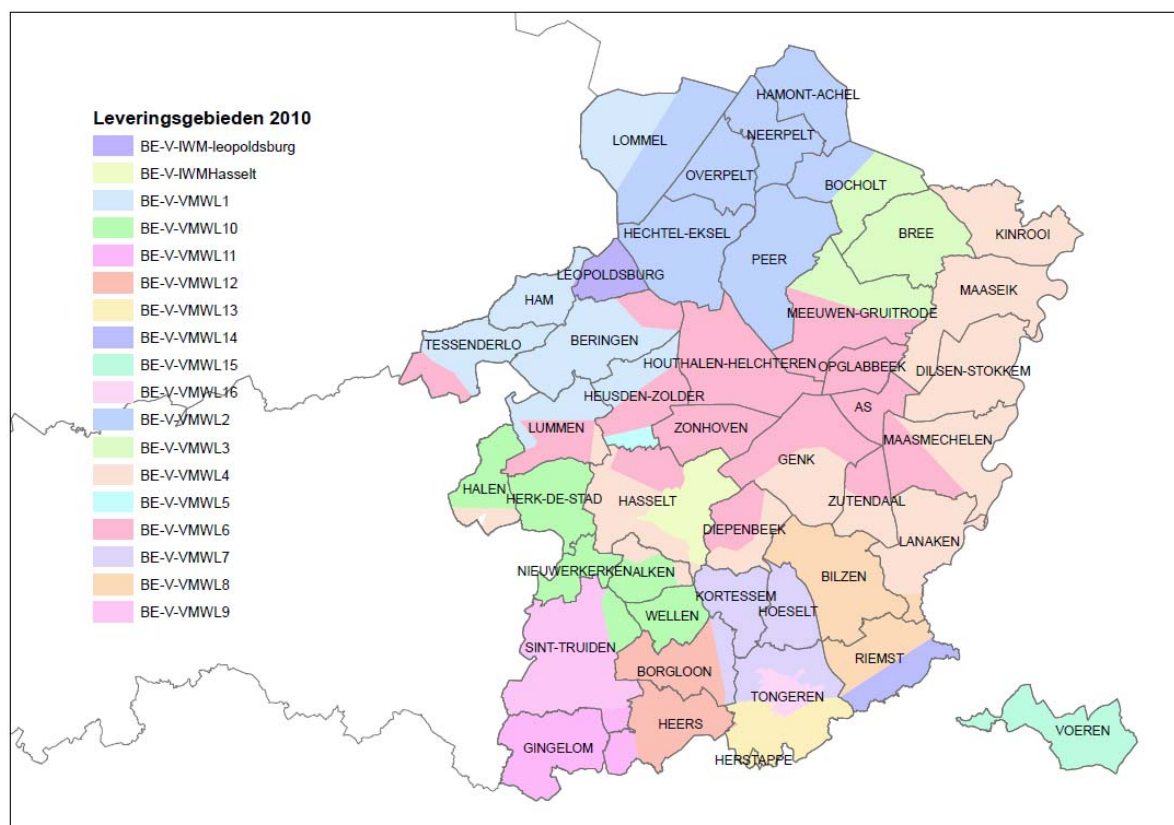 Leveringsgebieden 2010
BE-V-IWM-leopoldsburg
BE-V-IWMHasselt
BE-V-VMWL1
BE-V-VMWL10
BE-V-VMWL11
BE-V-VMWL12
BE-V-VMWL13
BE-V-VMWL14
BE-V-VMWL15
BE-V-VMWL16
BE-V-VMWL2
BE-V-VMWL3
BE-V-VMWL4
BE-V-VMWL5
BE-V-VMWL6
BE-V-VMWL7
BE-V-VMWL8
BE-V-VMWL9
HAMONT-ACHEL
LOMMEL
NEERPELT
OVERPELT
BOCHOLT
HECHTEL-EKSEL
BREE
KINROOI
PEER
LEOPOLDSBURG
MAASEIK
HAM
MEEUWEN-GRUITRODE
TESSENDERLO
BERINGEN
HOUTHALEN-HELCHTEREN
OPGLABBEEK
DILSEN-STOKKEM
HEUSDEN-ZOLDER
AS
LUMMEN
ZONHOVEN
MAASMECHELEN
GENK
HALEN
HERK-DE-STAD
HASSELT
ZUTENDAAL
DIEPENBEEK
LANAKEN
NIEUWERKERKEN
ALKEN
BILZEN
KORTESSEM
HOESELT
WELLEN
SINT-TRUIDEN
RIEMST
BORGLOON
TONGEREN
HEERS
VOEREN
GINGELOM
HERSTAPPE